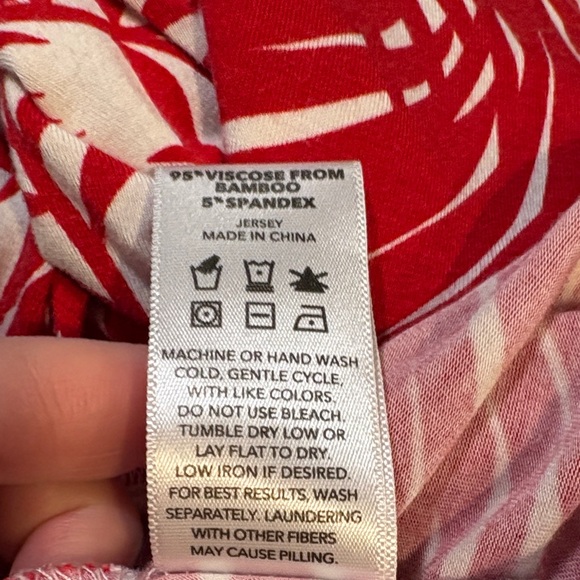 95% VISCOSE FROM
BAMBOO
5% SPANDEX
JERSEY
MADE IN CHINA
MACHINE OR HAND WASH
COLD, GENTLE CYCLE,
WITH LIKE COLORS.
DO NOT USE BLEACH.
TUMBLE DRY LOW OR
LAY FLAT TO DRY.
LOW IRON IF DESIRED.
FOR BEST RESULTS, WASH
SEPARATELY. LAUNDERING
WITH OTHER FIBERS
MAY CAUSE PILLING.